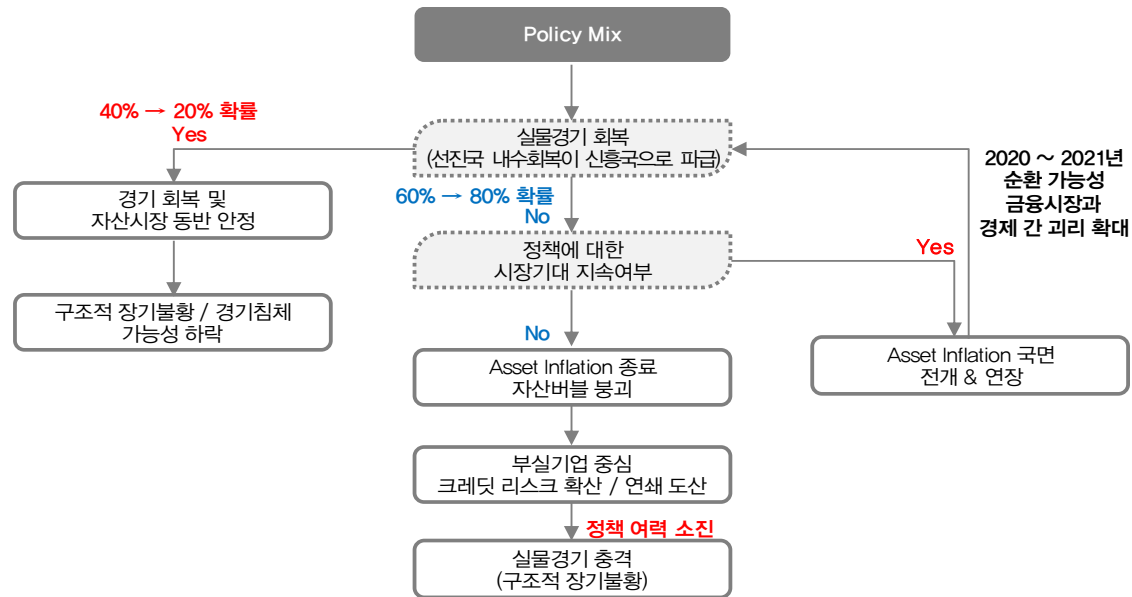 Policy Mix
40% → 20% 확률
Yes
실물경기 회복
(선진국 내수회복이 신흥국으로 파급)
2020 ~ 2021년
순환 가능성
금융시장과
경제 간 괴리 확대
경기 회복 및
자산시장 동반 안정
60% → 80% 확률
No
정책에 대한
시장기대 지속여부
Yes
구조적 장기불황 / 경기침체
가능성 하락
No
Asset Inflation 종료
자산버블 붕괴
Asset Inflation 국면
전개 & 연장
부실기업 중심
크레딧 리스크 확산 / 연쇄 도산
정책 여력 소진
실물경기 충격
(구조적 장기불황)